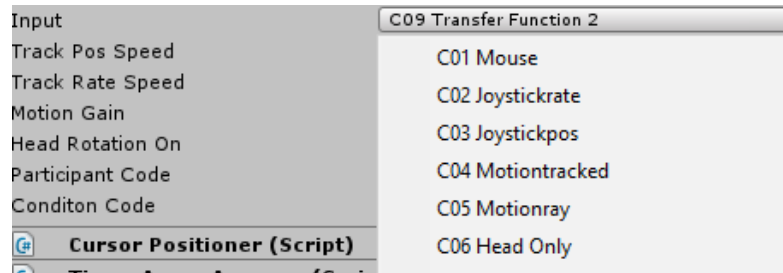 Input
C09 Transfer Function 2
Track Pos Speed
Track Rate Speed
Motion Gain
Head Rotation On
Participant Code
Conditon Code
Cursor Positioner (Script)
C01 Mouse
C02 Joystickrate
C03 Joystickpos
C04 Motiontracked
C05 Motionray
C06 Head Only